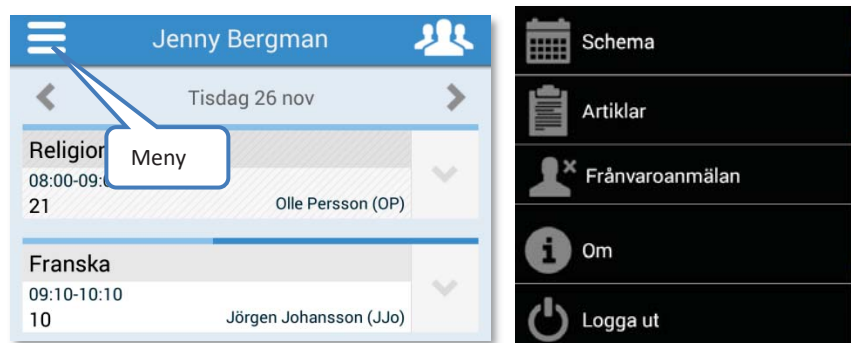 Jenny Bergman
Tisdag 26 nov
Meny
Religion
08:00-09:
21
Olle Persson (OP)
Franska
09:10-10:10
10
Jörgen Johansson (JJo)
Schema
Artiklar
Frånvaroanmälan
Om
Logga ut